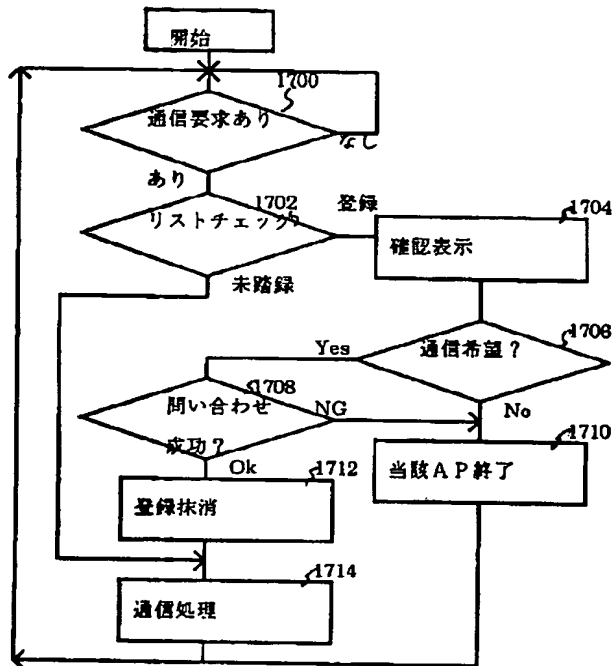 開始
1700
通信要求あり
なし
あり
1702
リストチェック
登録
1704
確認表示
未踏録
1706
通信希望?
Yes
No
1708
問い合わせ
成功?
NG
Ok
1710
当該AP終了
1712
登録抹消
1714
通信処理